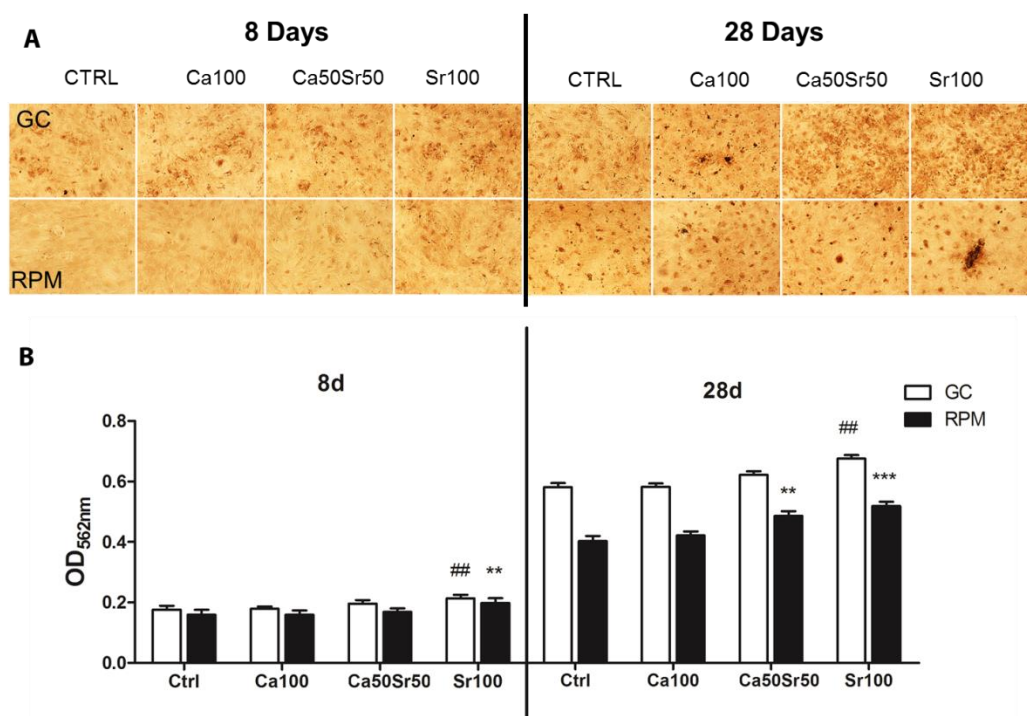 A
8 Days
28 Days
CTRL Ca100 Ca50Sr50 Sr100
CTRL Ca100 Ca50Sr50 Sr100
GC
RPM
B
8d
28d
GC
RPM
0.8
0.6
0.4
0.2
0.0
OD562nm
## **
**
##
***
Ctrl Ca100 Ca50Sr50 Sr100
Ctrl Ca100 Ca50Sr50 Sr100